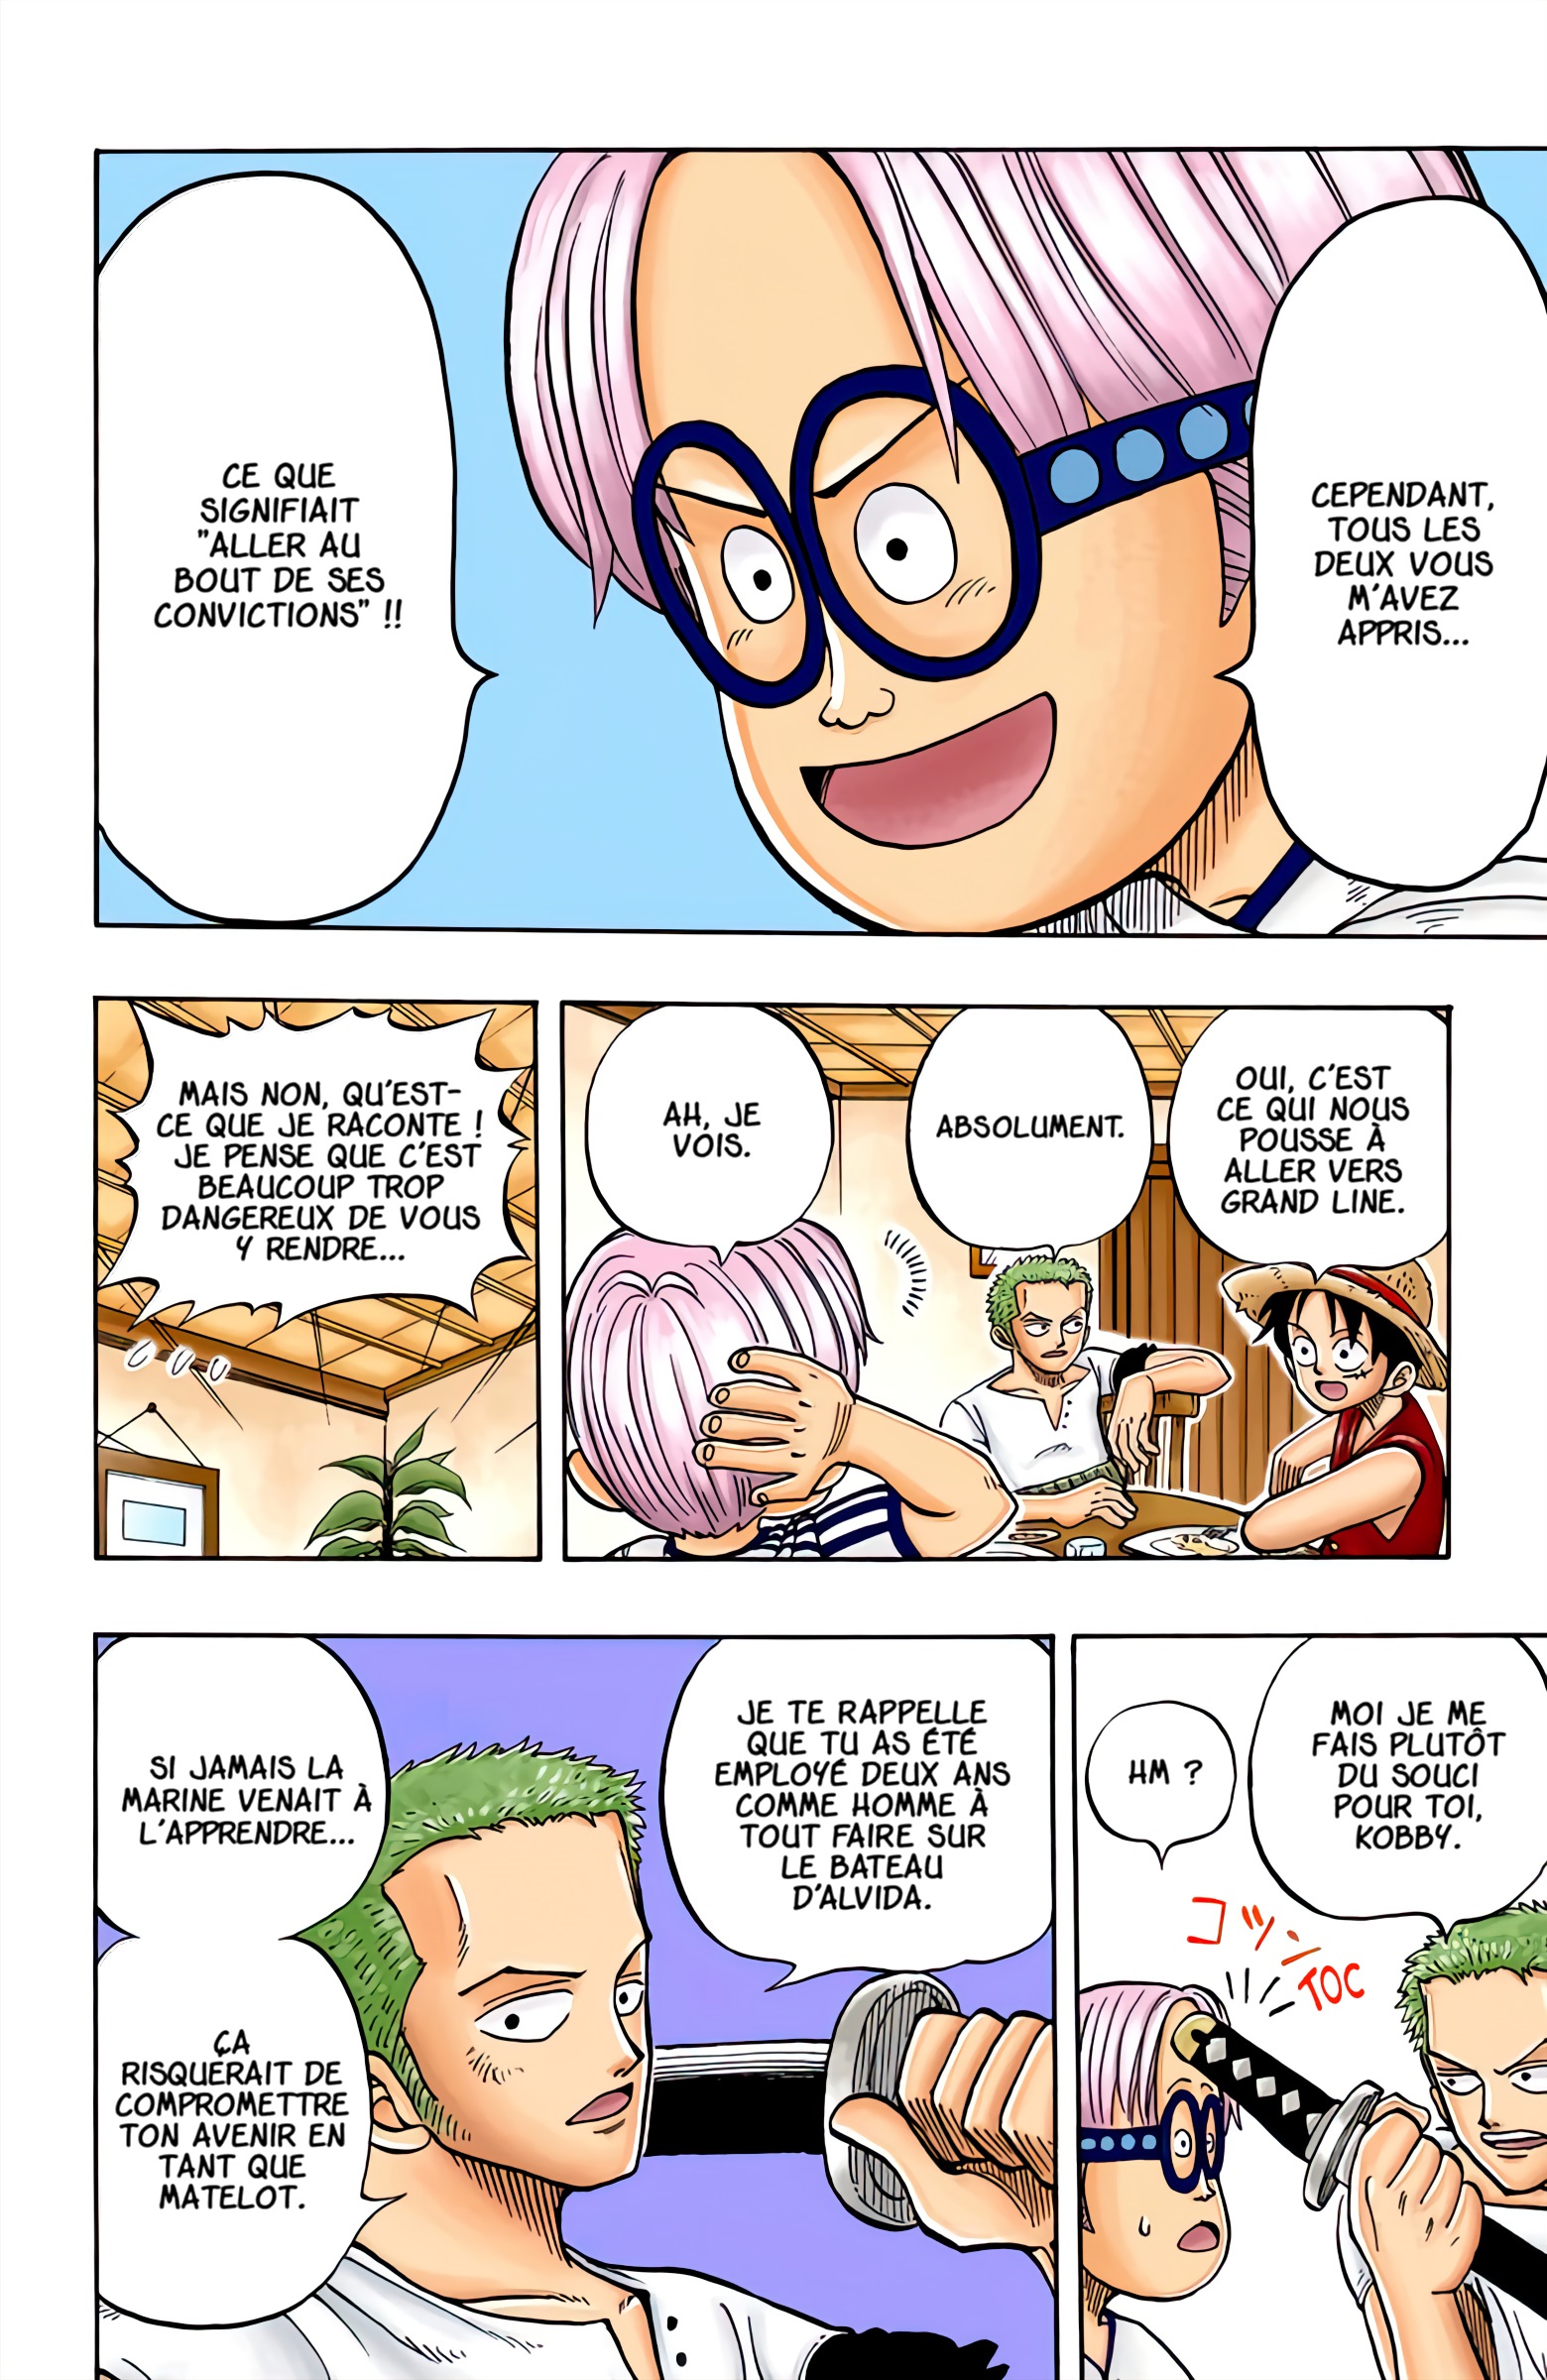 CEPENDANT,
TOUS LES
DEUX VOUS
M'AVEZ
APPRIS...
CE QUE
SIGNIFIAIT
"ALLER AU
BOUT DE SES
CONVICTIONS" !!
OUI, C'EST
CE QUI NOUS
POUSSE À
ALLER VERS
GRAND LINE.
ABSOLUMENT.
AH, JE
VOIS.
MAIS NON, QU'EST-
CE QUE JE RACONTE !
JE PENSE QUE C'EST
BEAUCOUP TROP
DANGEREUX DE VOUS
Y RENDRE...
MOI JE ME
FAIS PLUTÔT
DU SOUCI
POUR TOI,
KOBBY.
HM ?
コツン
TOC
JE TE RAPPELLE
QUE TU AS ÉTÉ
EMPLOYÉ DEUX ANS
COMME HOMME À
TOUT FAIRE SUR
LE BATEAU
D'ALVIDA.
SI JAMAIS LA
MARINE VENAIT À
L'APPRENDRE...
ÇA
RISQUERAIT DE
COMPROMETTRE
TON AVENIR EN
TANT QUE
MATELOT.